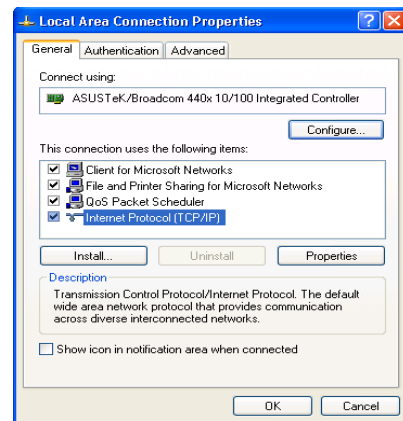 Local Area Connection Properties
General Authentication Advanced
Connect using:
ASUSTeK/Broadcom 440x 10/100 Integrated Controller
Configure...
This connection uses the following items:
Client for Microsoft Networks
File and Printer Sharing for Microsoft Networks
QoS Packet Scheduler
Internet Protocol (TCP/IP)
Install... Uninstall Properties
Description
Transmission Control Protocol/Internet Protocol. The default
wide area network protocol that provides communication
across diverse interconnected networks.
Show icon in notification area when connected
OK Cancel